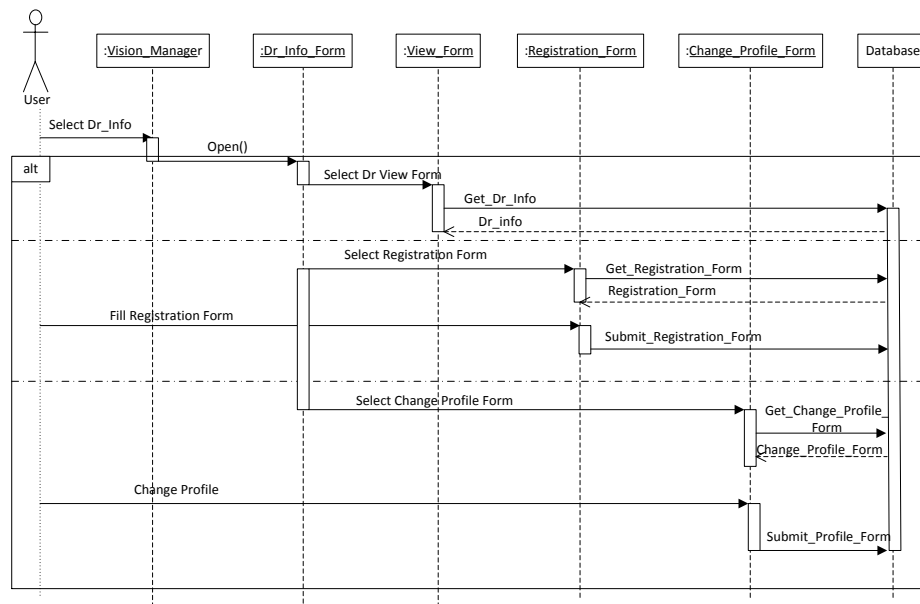 :Vision_Manager
:Dr_Info_Form
:View_Form
:Registration_Form
:Change_Profile_Form
Database
User
Select Dr_Info
Open()
alt
Select Dr View Form
Get_Dr_Info
Dr_info
Select Registration Form
Get_Registration_Form
Registration_Form
Fill Registration Form
Submit_Registration_Form
Select Change Profile Form
Get_Change_Profile_
Form
Change_Profile_Form
Change Profile
Submit_Profile_Form